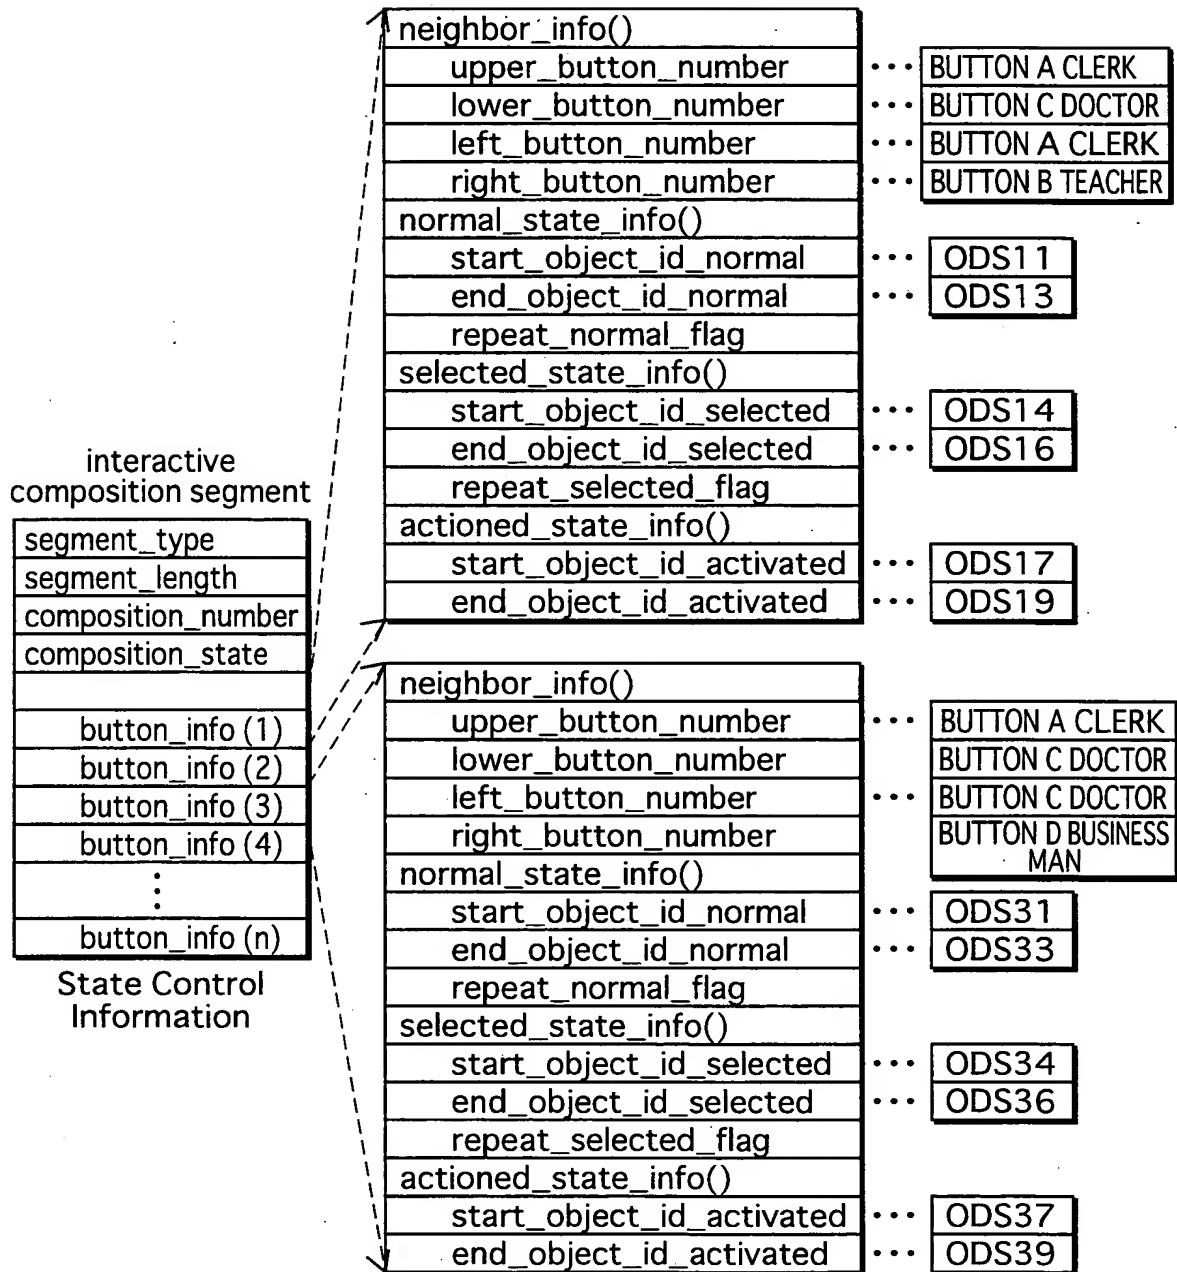 interactive
composition segment
segment_type
segment_length
composition_number
composition_state
button_info (1)
button_info (2)
button_info (3)
button_info (4)
⋮
button_info (n)
State Control
Information
neighbor_info()
upper_button_number ··· BUTTON A CLERK
lower_button_number ··· BUTTON C DOCTOR
left_button_number ··· BUTTON A CLERK
right_button_number ··· BUTTON B TEACHER
normal_state_info()
start_object_id_normal ··· ODS11
end_object_id_normal ··· ODS13
repeat_normal_flag
selected_state_info()
start_object_id_selected ··· ODS14
end_object_id_selected ··· ODS16
repeat_selected_flag
actioned_state_info()
start_object_id_activated ··· ODS17
end_object_id_activated ··· ODS19
neighbor_info()
upper_button_number ··· BUTTON A CLERK
lower_button_number BUTTON C DOCTOR
left_button_number ··· BUTTON C DOCTOR
right_button_number BUTTON D BUSINESS
MAN
normal_state_info()
start_object_id_normal ··· ODS31
end_object_id_normal ··· ODS33
repeat_normal_flag
selected_state_info()
start_object_id_selected ··· ODS34
end_object_id_selected ··· ODS36
repeat_selected_flag
actioned_state_info()
start_object_id_activated ··· ODS37
end_object_id_activated ··· ODS39